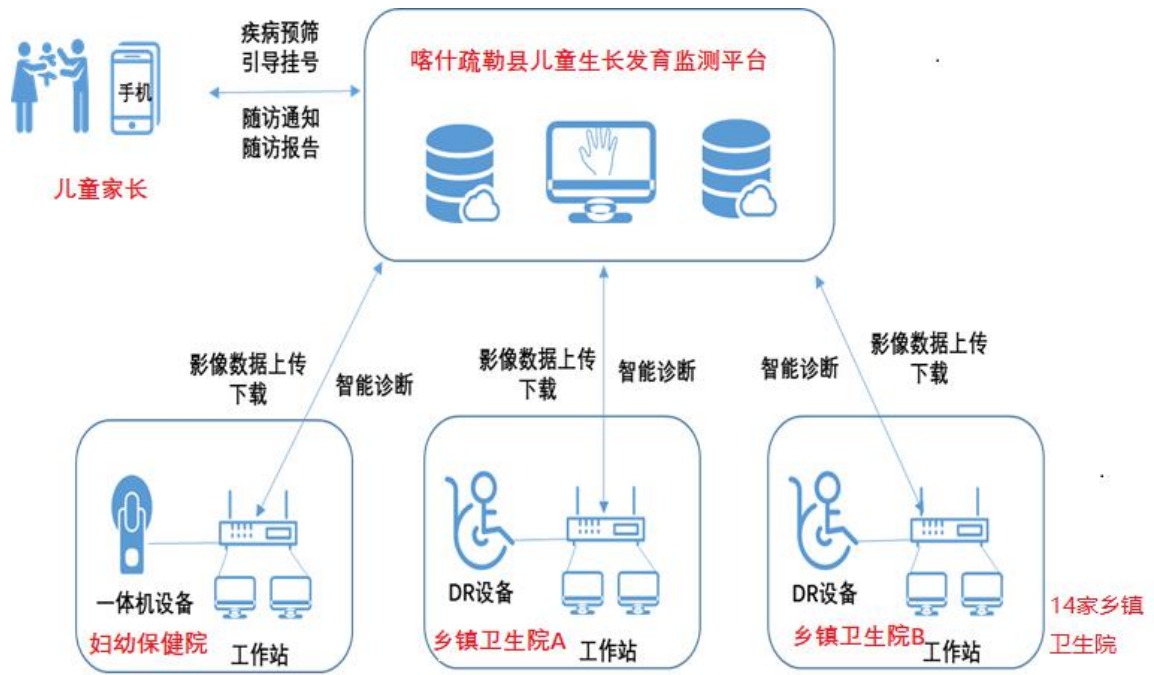 疾病预筛
引导挂号
手机
随访通知
随访报告
儿童家长
喀什疏勒县儿童生长发育监测平台
影像数据上传
下载
智能诊断
影像数据上传
下载
智能诊断
智能诊断
影像数据上传
下载
一体机设备
妇幼保健院
工作站
DR设备
乡镇卫生院A
工作站
DR设备
乡镇卫生院B
工作站
14家乡镇
卫生院